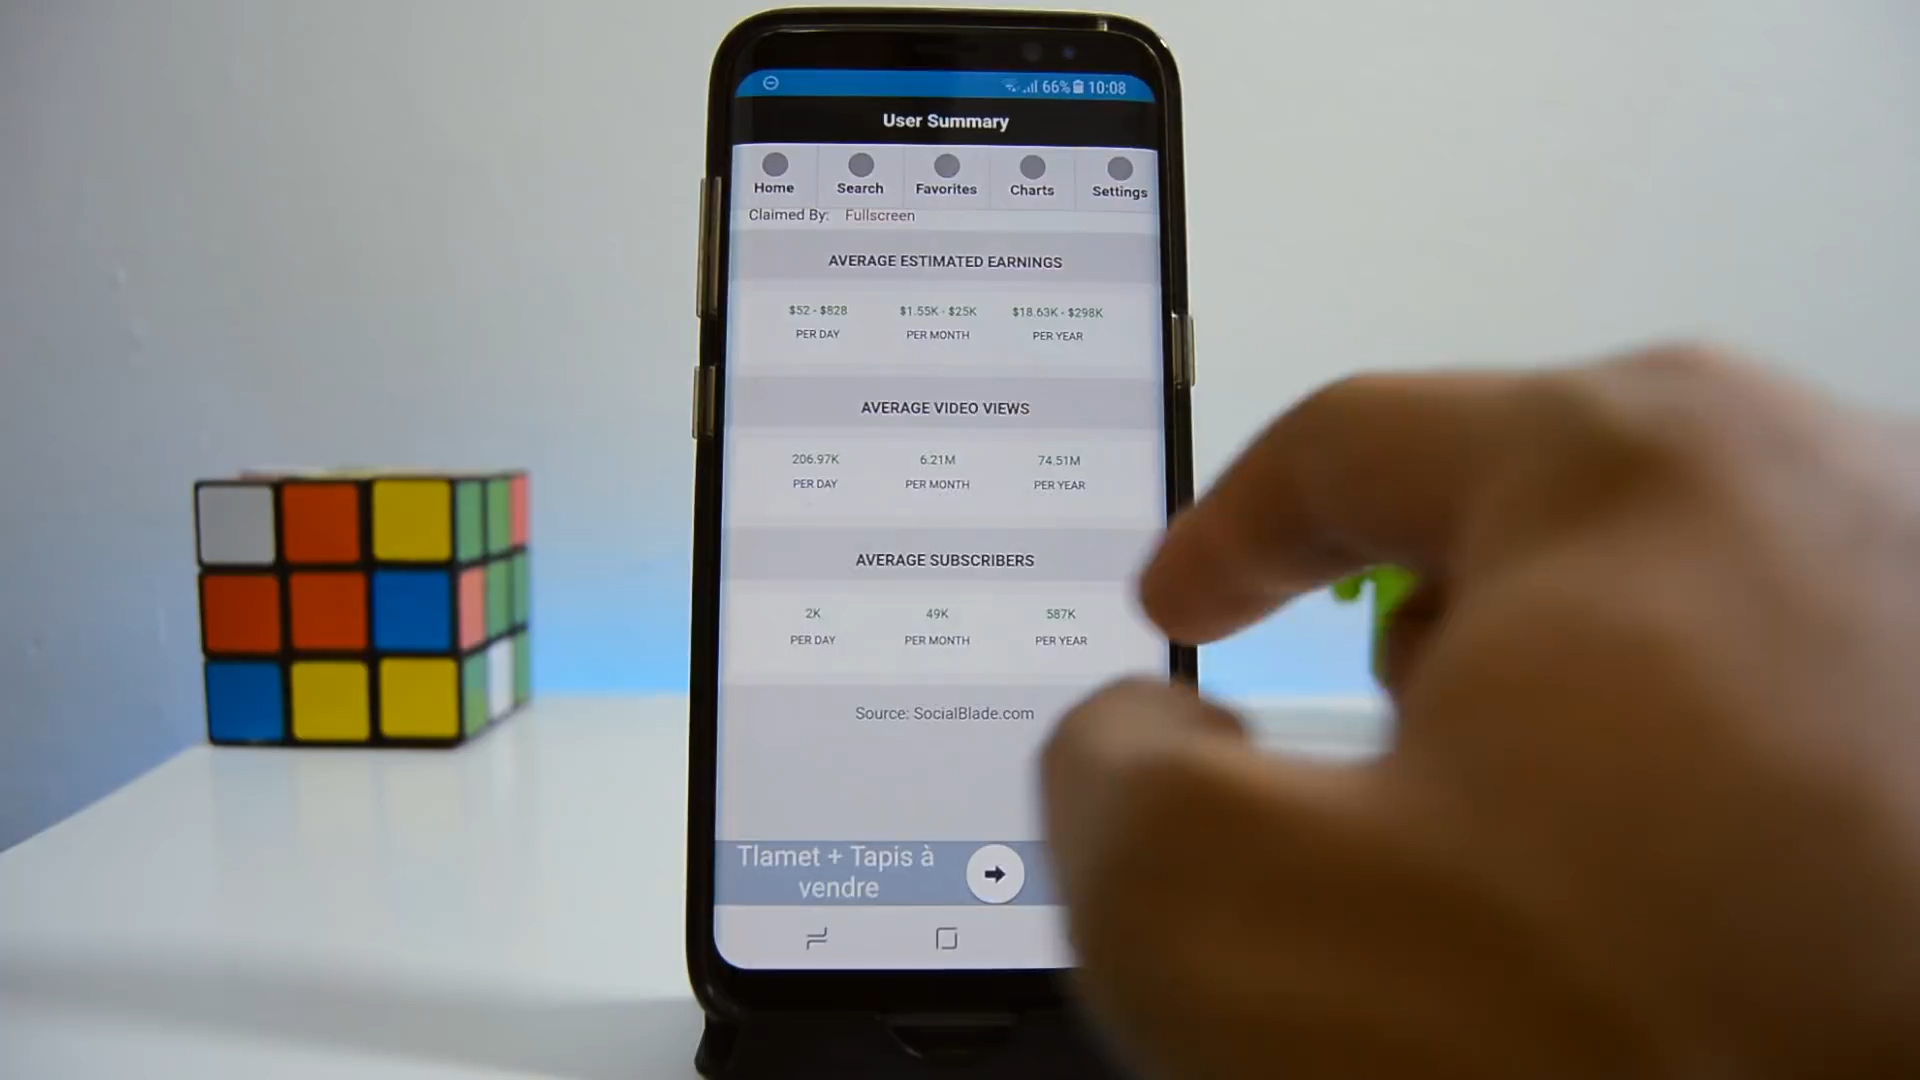 66% 10:08
User Summary
Home Search Favorites Charts Settings
Claimed By: Fullscreen
AVERAGE ESTIMATED EARNINGS
$52 - $828 $1.55K - $25K $18.63K - $298K
PER DAY PER MONTH PER YEAR
AVERAGE VIDEO VIEWS
206.97K 6.21M 74.51M
PER DAY PER MONTH PER YEAR
AVERAGE SUBSCRIBERS
2K 49K 587K
PER DAY PER MONTH PER YEAR
Source: SocialBlade.com
Tlamet + Tapis à
vendre